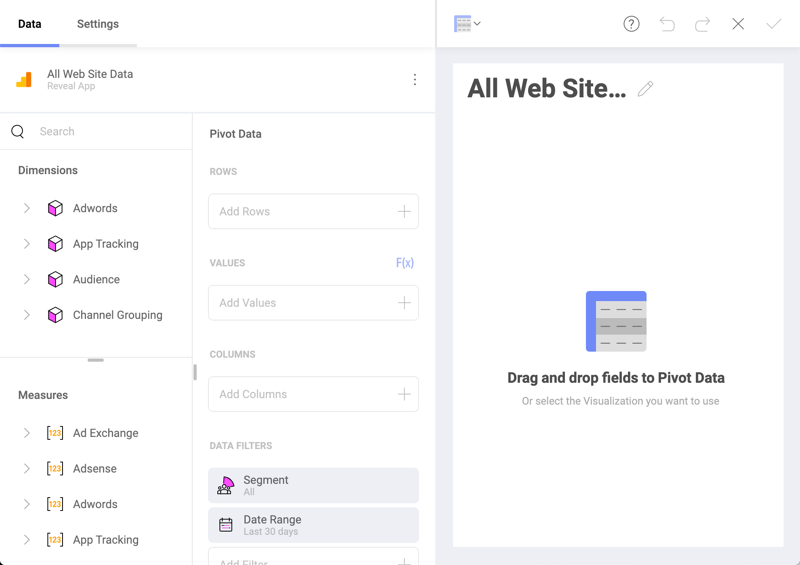 Data
Settings
All Web Site Data
Reveal App
Search
Dimensions
Adwords
App Tracking
Audience
Channel Grouping
Measures
123 Ad Exchange
123 Adsense
123 Adwords
123 App Tracking
Pivot Data
ROWS
Add Rows
VALUES F(x)
Add Values
COLUMNS
Add Columns
DATA FILTERS
Segment
All
Date Range
Last 30 days
Add Filter
?
All Web Site...
Drag and drop fields to Pivot Data
Or select the Visualization you want to use